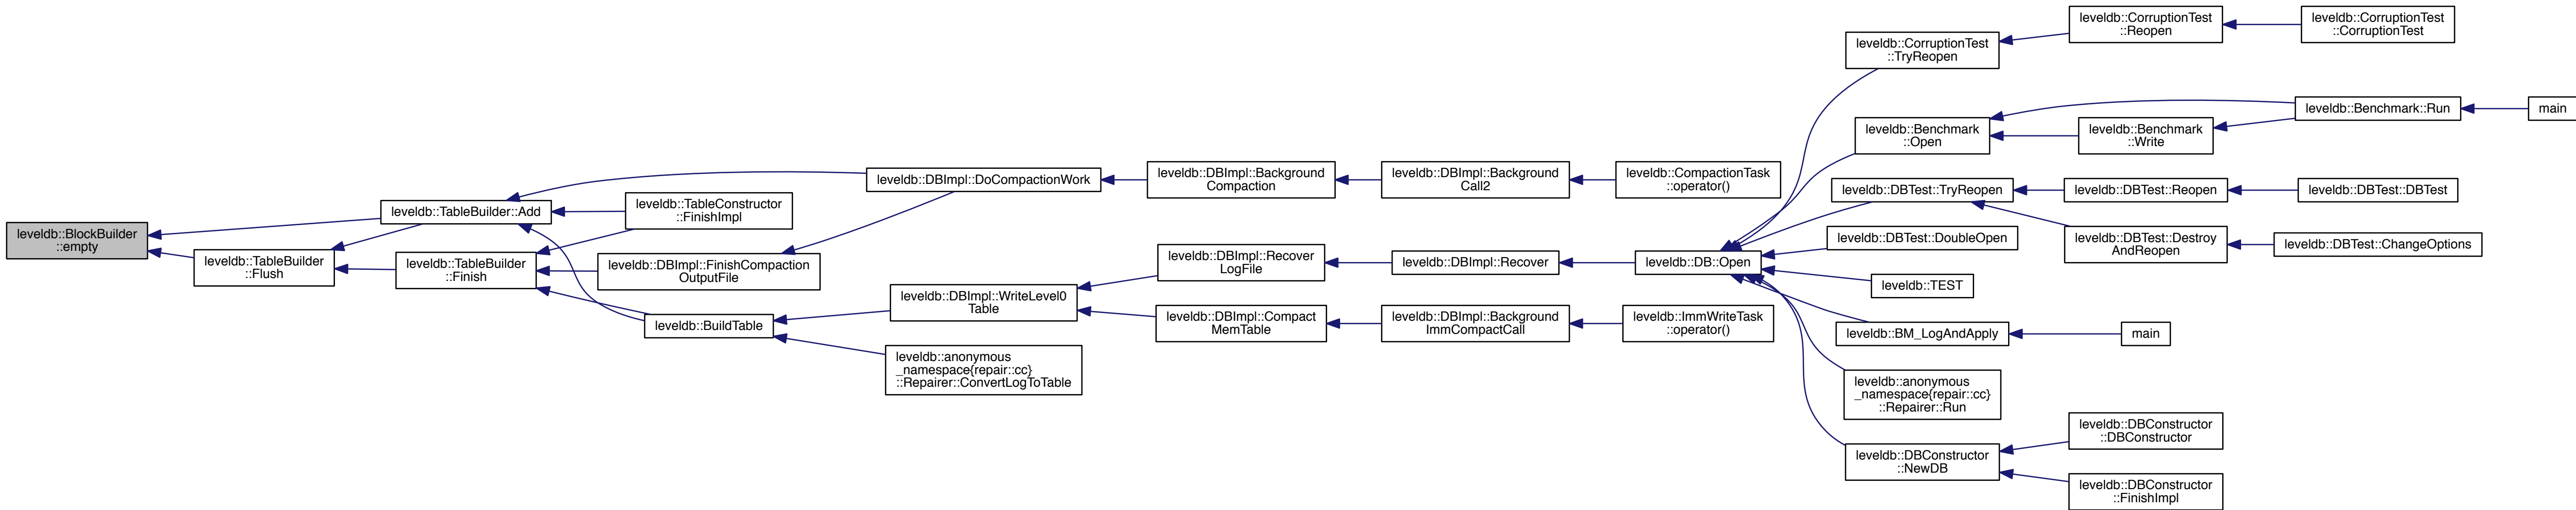 leveldb::BlockBuilder
::empty
leveldb::TableBuilder::Add
leveldb::TableBuilder
::Flush
leveldb::TableBuilder
::Finish
leveldb::TableConstructor
::FinishImpl
leveldb::DBImpl::FinishCompaction
OutputFile
leveldb::BuildTable
leveldb::DBImpl::DoCompactionWork
leveldb::DBImpl::WriteLevel0
Table
leveldb::anonymous
_namespace{repair::cc}
::Repairer::ConvertLogToTable
leveldb::DBImpl::Background
Compaction
leveldb::DBImpl::Recover
LogFile
leveldb::DBImpl::Compact
MemTable
leveldb::DBImpl::Background
Call2
leveldb::DBImpl::Recover
leveldb::DBImpl::Background
ImmCompactCall
leveldb::CompactionTask
::operator()
leveldb::DB::Open
leveldb::ImmWriteTask
::operator()
leveldb::CorruptionTest
::TryReopen
leveldb::Benchmark
::Open
leveldb::DBTest::TryReopen
leveldb::DBTest::DoubleOpen
leveldb::TEST
leveldb::BM_LogAndApply
leveldb::anonymous
_namespace{repair::cc}
::Repairer::Run
leveldb::DBConstructor
::NewDB
leveldb::CorruptionTest
::Reopen
leveldb::Benchmark
::Write
leveldb::DBTest::Reopen
leveldb::DBTest::Destroy
AndReopen
main
leveldb::DBConstructor
::DBConstructor
leveldb::DBConstructor
::FinishImpl
leveldb::CorruptionTest
::CorruptionTest
leveldb::Benchmark::Run
leveldb::DBTest::DBTest
leveldb::DBTest::ChangeOptions
main